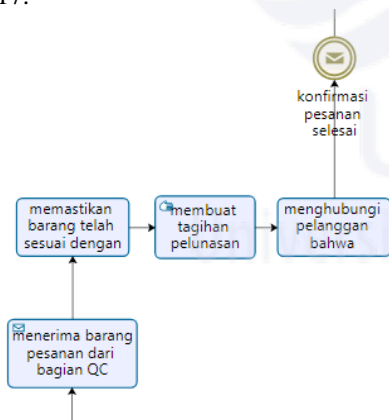 konfirmasi
pesanan
selesai
memastikan
barang telah
sesuai dengan
membuat
tagihan
pelunasan
menghubungi
pelanggan
bahwa
menerima barang
pesanan dari
bagian QC